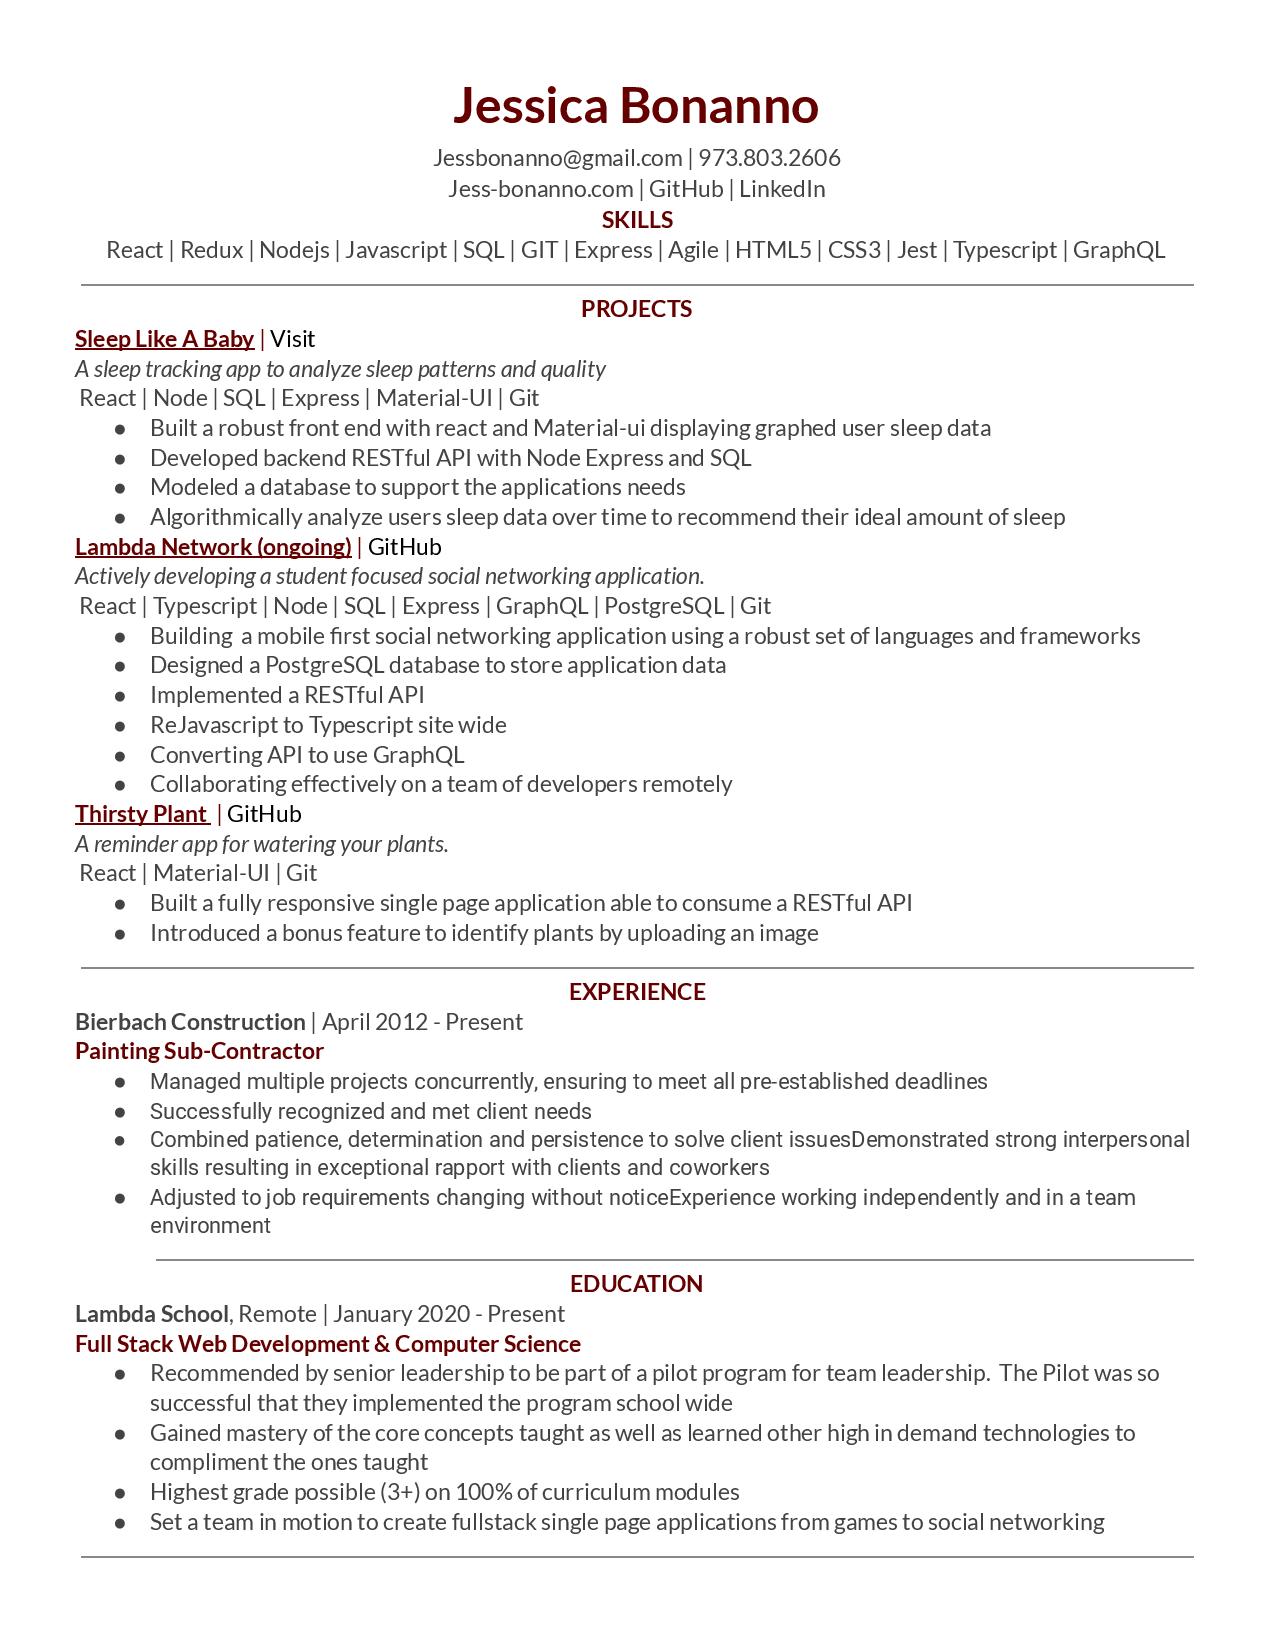 Jessica Bonanno
Jessbonanno@gmail.com | 973.803.2606
Jess-bonanno.com | GitHub | LinkedIn
SKILLS
React | Redux | Nodejs | Javascript | SQL | GIT | Express | Agile | HTML5 | CSS3 | Jest | Typescript | GraphQL
PROJECTS
Sleep Like A Baby | Visit
A sleep tracking app to analyze sleep patterns and quality
React | Node | SQL | Express | Material-UI | Git
● Built a robust front end with react and Material-ui displaying graphed user sleep data
● Developed backend RESTful API with Node Express and SQL
● Modeled a database to support the applications needs
● Algorithmically analyze users sleep data over time to recommend their ideal amount of sleep
Lambda Network (ongoing) | GitHub
Actively developing a student focused social networking application.
React | Typescript | Node | SQL | Express | GraphQL | PostgreSQL | Git
● Building  a mobile first social networking application using a robust set of languages and frameworks
● Designed a PostgreSQL database to store application data
● Implemented a RESTful API
● ReJavascript to Typescript site wide
● Converting API to use GraphQL
● Collaborating effectively on a team of developers remotely
Thirsty Plant  | GitHub
A reminder app for watering your plants.
React | Material-UI | Git
● Built a fully responsive single page application able to consume a RESTful API
● Introduced a bonus feature to identify plants by uploading an image
EXPERIENCE
Bierbach Construction | April 2012 - Present
Painting Sub-Contractor
● Managed multiple projects concurrently, ensuring to meet all pre-established deadlines
● Successfully recognized and met client needs
● Combined patience, determination and persistence to solve client issuesDemonstrated strong interpersonal
skills resulting in exceptional rapport with clients and coworkers
● Adjusted to job requirements changing without noticeExperience working independently and in a team
environment
EDUCATION
Lambda School, Remote | January 2020 - Present
Full Stack Web Development & Computer Science
● Recommended by senior leadership to be part of a pilot program for team leadership.  The Pilot was so
successful that they implemented the program school wide
● Gained mastery of the core concepts taught as well as learned other high in demand technologies to
compliment the ones taught
● Highest grade possible (3+) on 100% of curriculum modules
● Set a team in motion to create fullstack single page applications from games to social networking